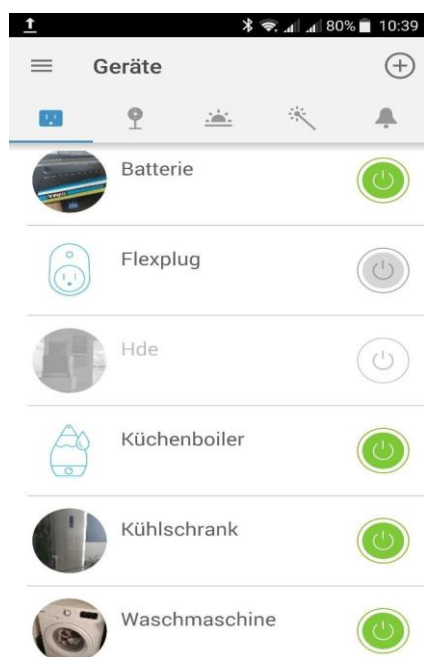 80% 10:39
Geräte
Batterie
Flexplug
Hde
Küchenboiler
Kühlschrank
Waschmaschine